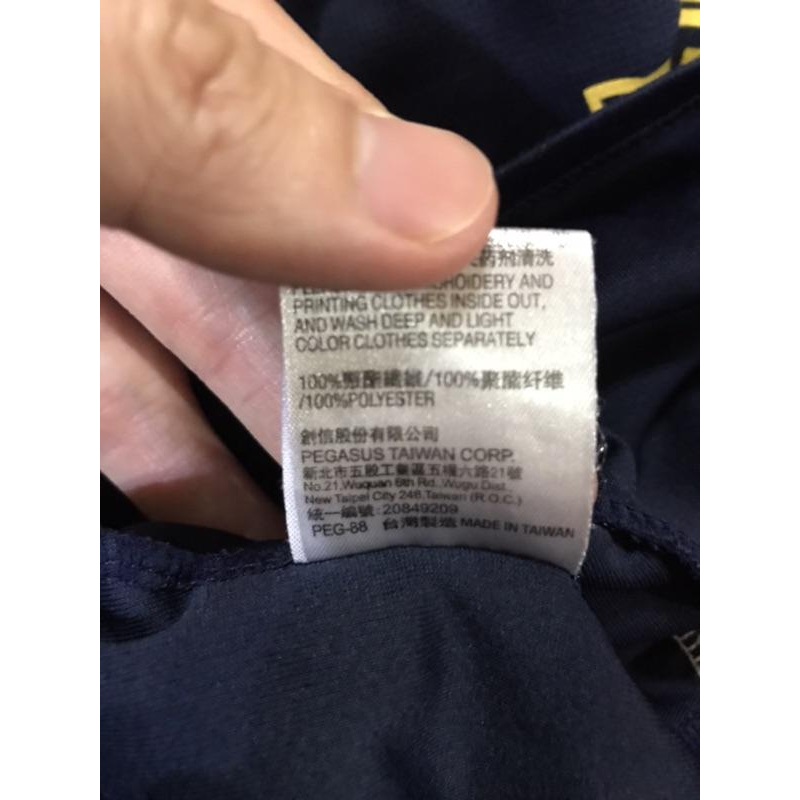 药剂清洗
PRINTING CLOTHES INSIDE OUT,
AND WASH DEEP AND LIGHT
COLOR CLOTHES SEPARATELY
100%聚酯纖維/100%聚酯纤维
/100%POLYESTER
創信股份有限公司
PEGASUS TAIWAN CORP.
新北市五股工業區五權六路21號
No.21,Wuquan 6th Rd.,Wugu Dist.
New Taipei City 248,Taiwan (R.O.C.)
統一編號:20849209
PEG-88 台灣製造 MADE IN TAIWAN